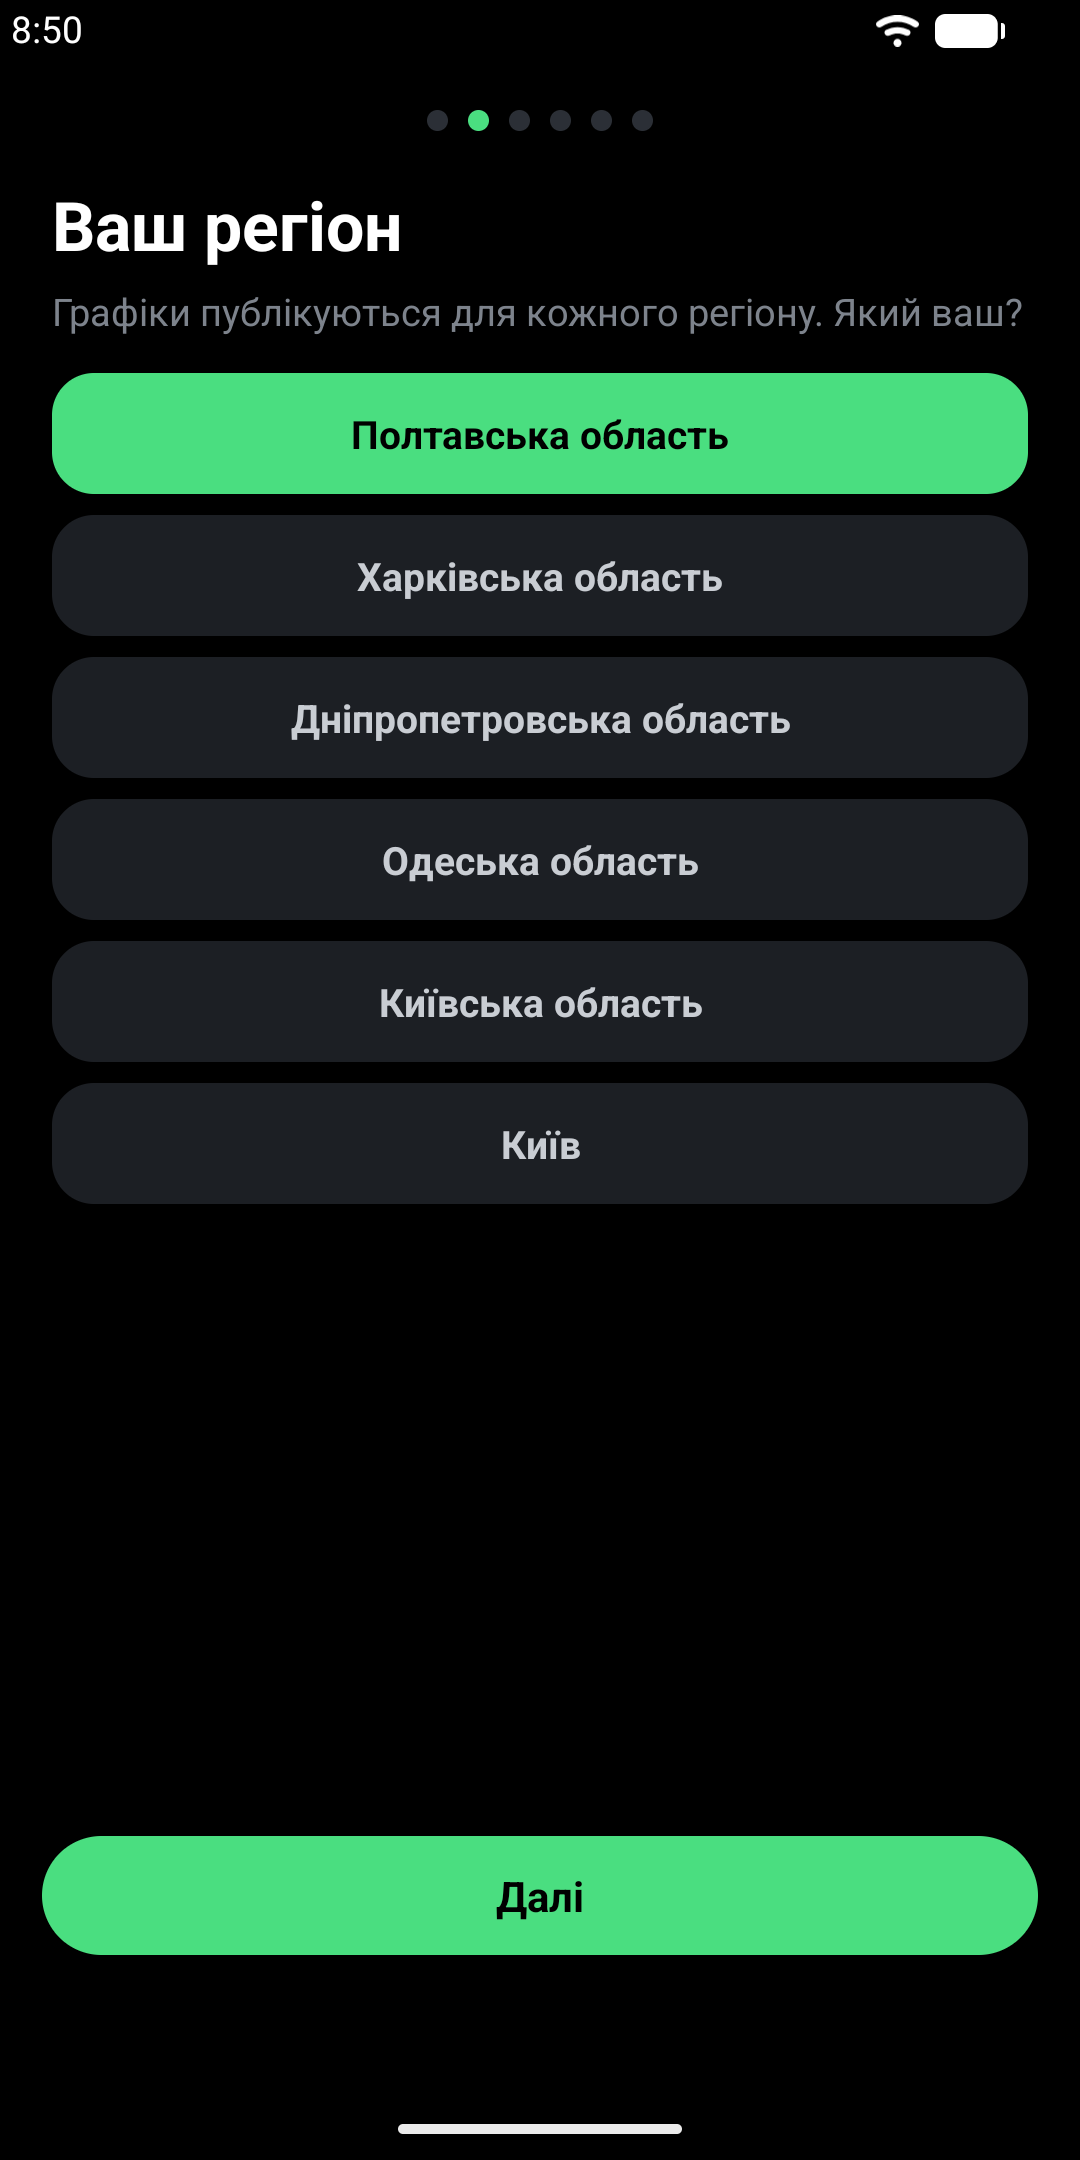 8:50
Ваш регіон
Графіки публікуються для кожного регіону. Який ваш?
Полтавська область
Харківська область
Дніпропетровська область
Одеська область
Київська область
Київ
Далі